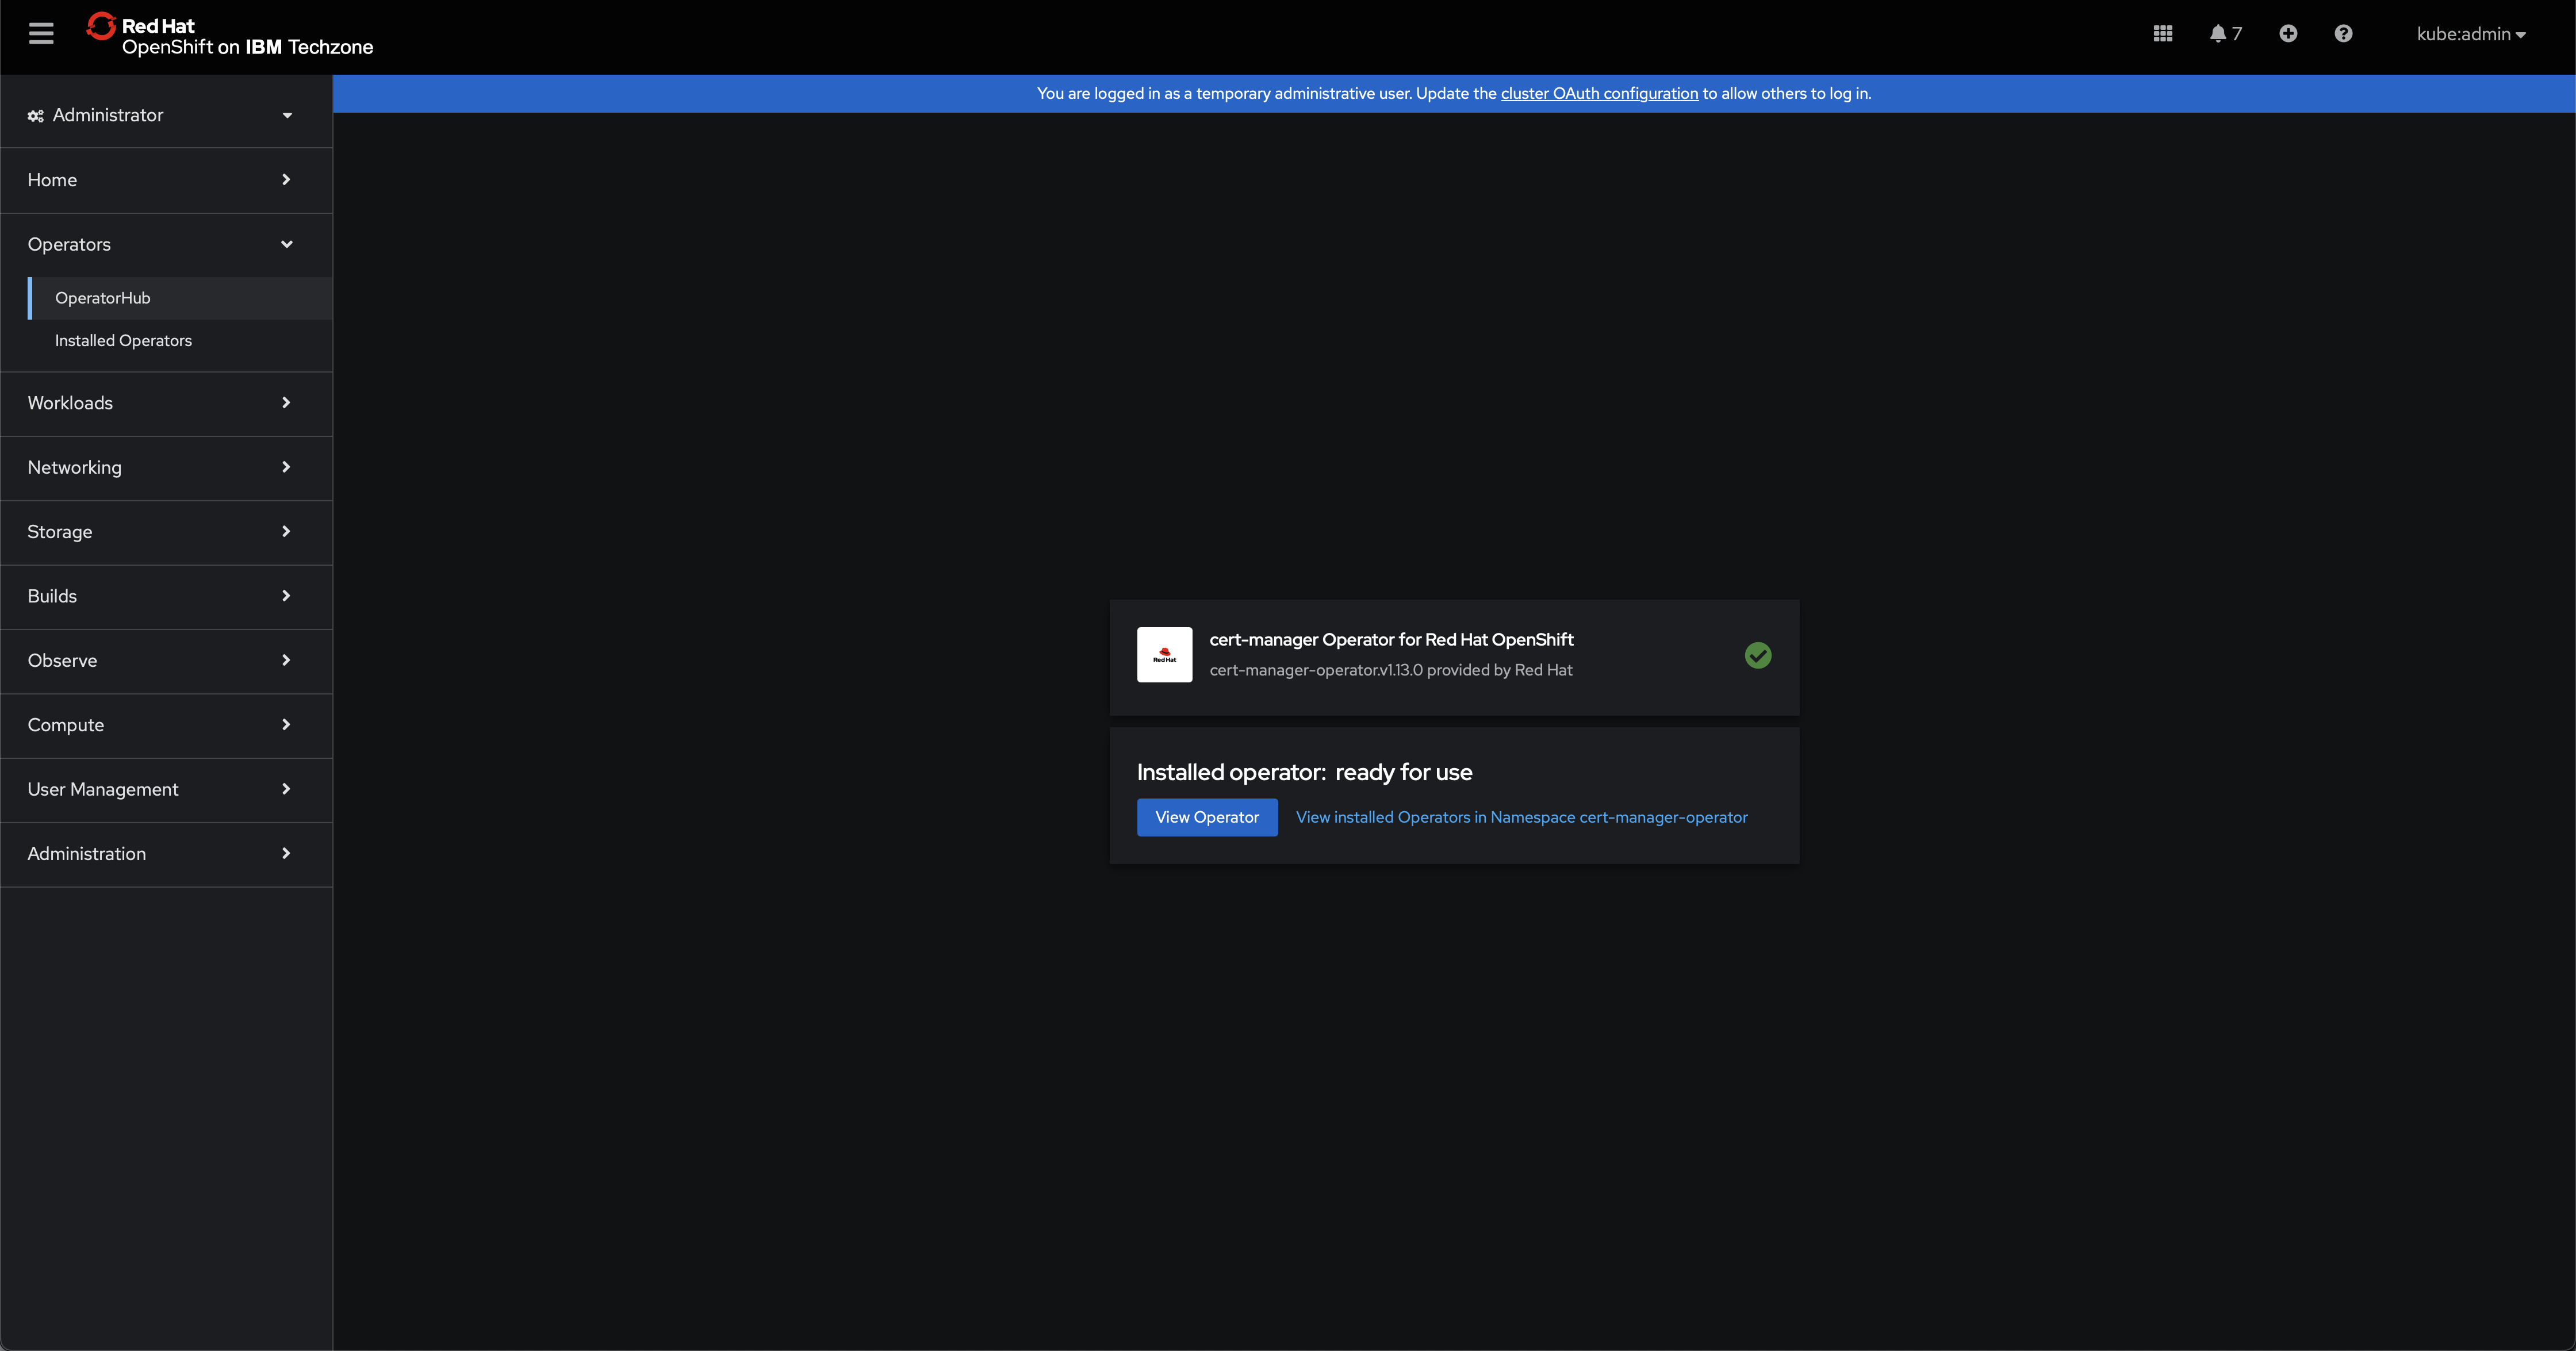 Red Hat
OpenShift on IBM Techzone
7
kube:admin
You are logged in as a temporary administrative user. Update the cluster OAuth configuration to allow others to log in.
Administrator
Home
Operators
OperatorHub
Installed Operators
Workloads
Networking
Storage
Builds
Observe
Compute
User Management
Administration
Red Hat
cert-manager Operator for Red Hat OpenShift
cert-manager-operator.v1.13.0 provided by Red Hat
Installed operator: ready for use
View Operator
View installed Operators in Namespace cert-manager-operator